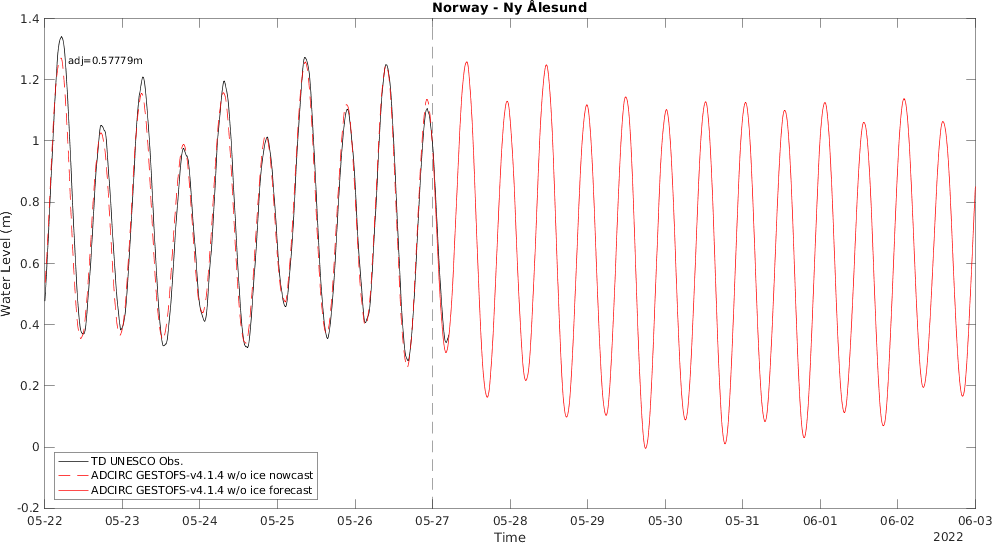 Norway - Ny Ålesund
1.4
1.2
1
0.8
0.6
0.4
0.2
0
-0.2
Water Level (m)
adj=0.57779m
TD UNESCO Obs.
ADCIRC GESTOFS-v4.1.4 w/o ice nowcast
ADCIRC GESTOFS-v4.1.4 w/o ice forecast
05-22 05-23 05-24 05-25 05-26 05-27 05-28 05-29 05-30 05-31 06-01 06-02 06-03
Time
2022